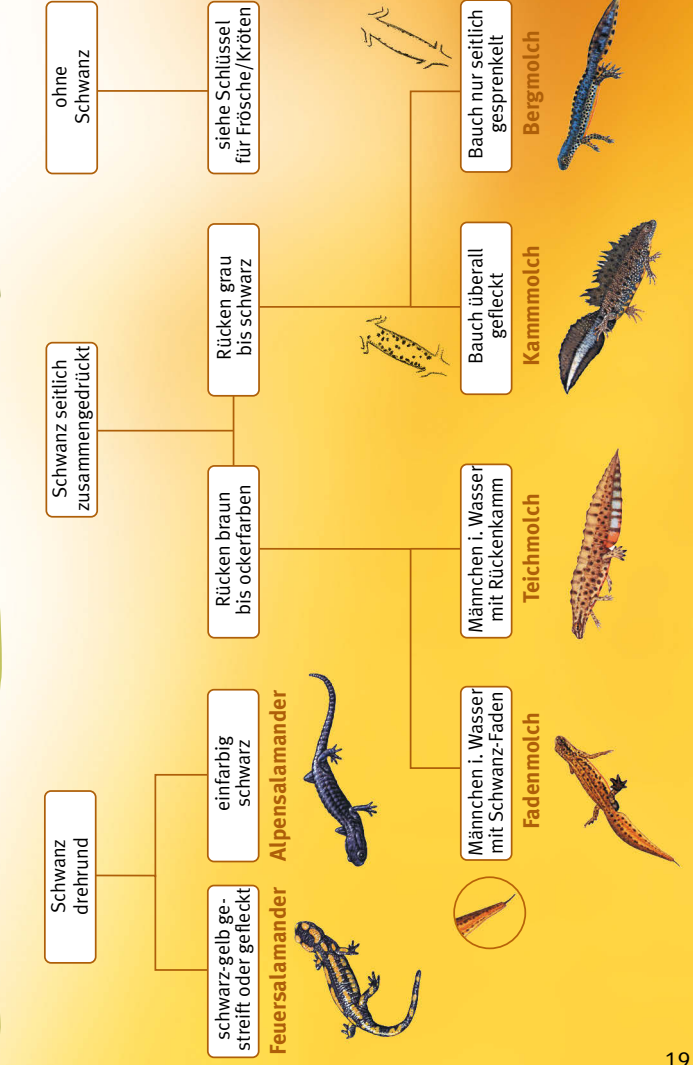 Schwanz
drehrund
Schwanz seitlich
zusammengedrückt
ohne
Schwanz
schwarz-gelb ge-
streift oder gefleckt
Feuersalamander
einfarbig
schwarz
Alpensalamander
Rücken braun
bis ockerfarben
Rücken grau
bis schwarz
siehe Schlüssel
für Frösche/Kröten
Männchen i. Wasser
mit Schwanz-Faden
Fadenmolch
Männchen i. Wasser
mit Rückenkamm
Teichmolch
Bauch überall
gefleckt
Kammmolch
Bauch nur seitlich
gesprenkelt
Bergmolch
19